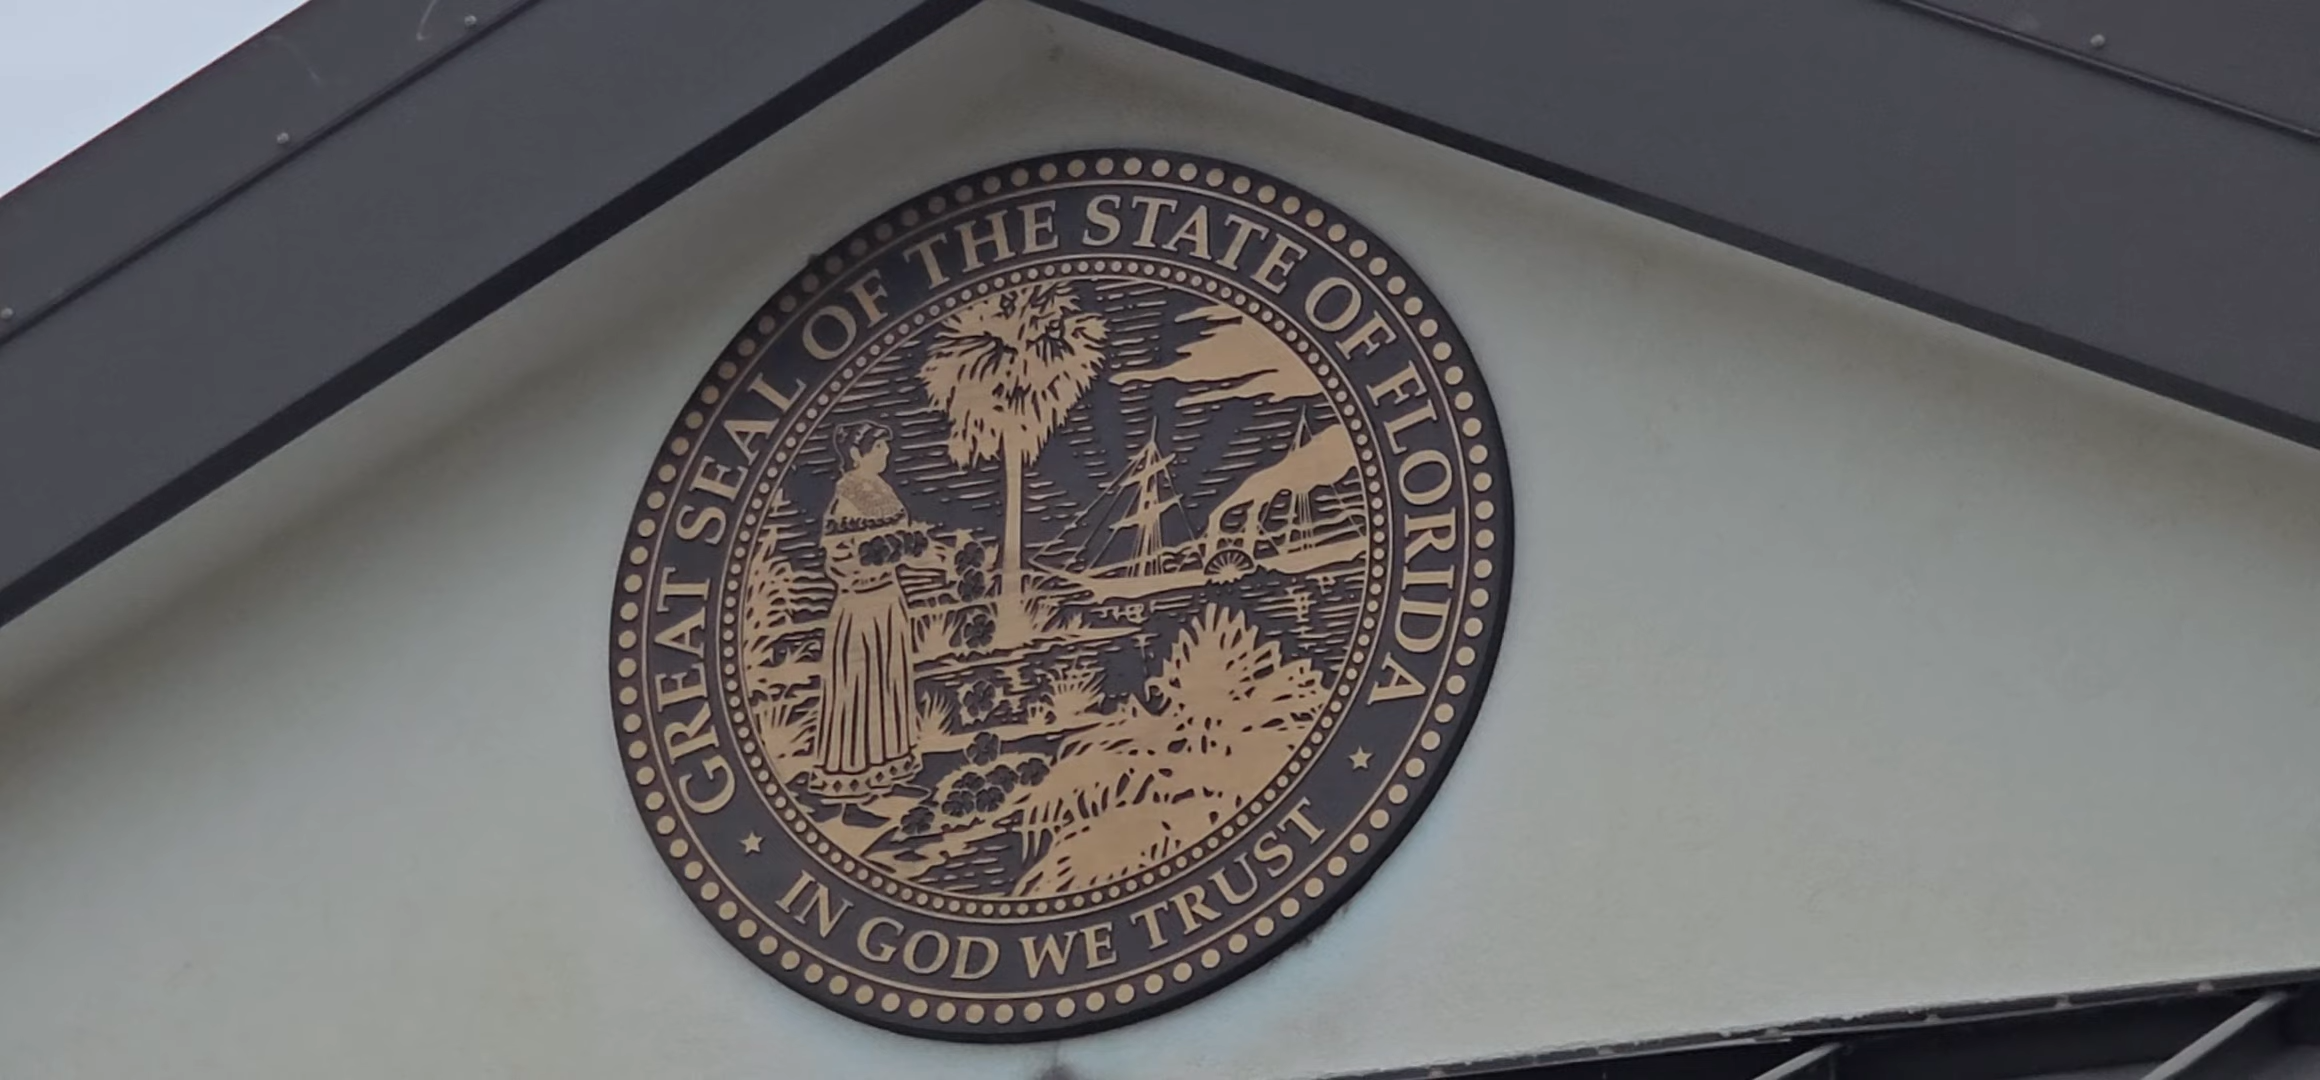 GREAT SEAL OF THE STATE OF FLORIDA
IN GOD WE TRUST